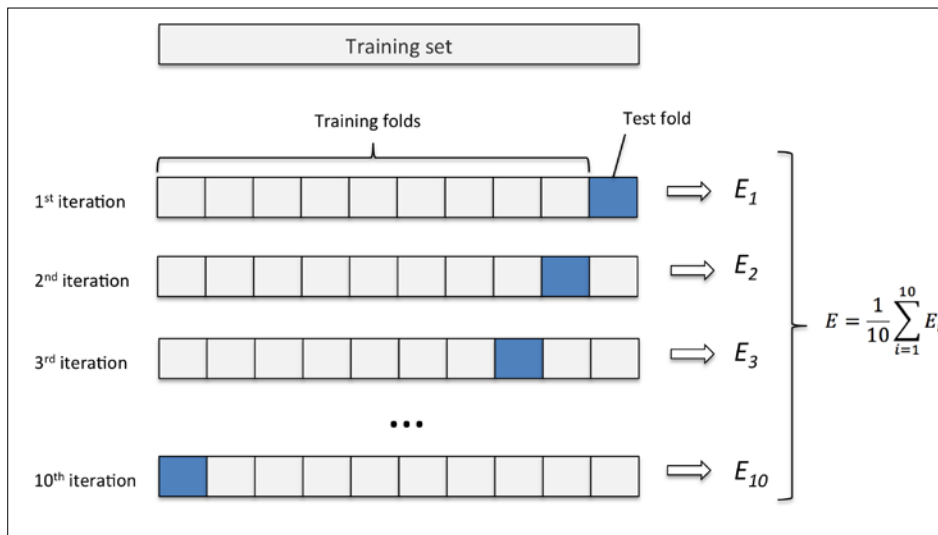 Training set
Training folds
Test fold
1st iteration
E1
2nd iteration
E2
E = 1/10 ∑ i=1 10 E
3rd iteration
E3
...
10th iteration
E10